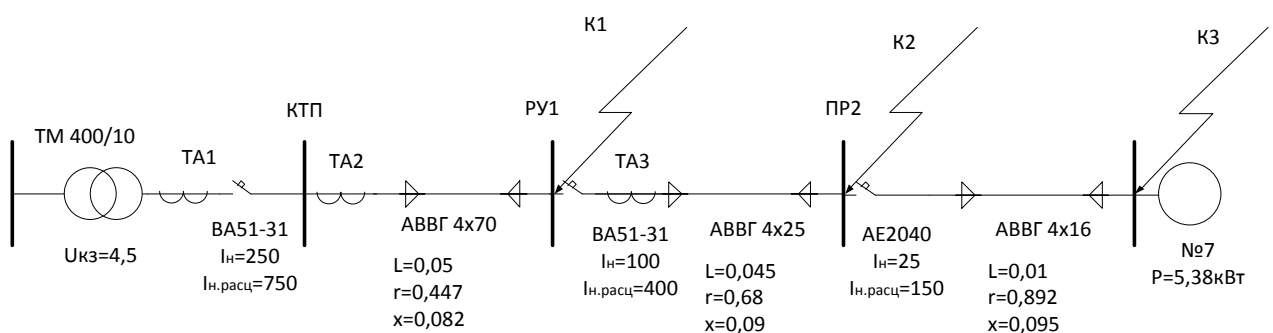 К1
К2
К3
КТП
РУ1
ПР2
ТМ 400/10
ТА1
ТА2
ТА3
Uкз=4,5
ВА51-31
Iн=250
Iн.расц=750
АВВГ 4х70
L=0,05
r=0,447
x=0,082
ВА51-31
Iн=100
Iн.расц=400
АВВГ 4х25
L=0,045
r=0,68
x=0,09
АЕ2040
Iн=25
Iн.расц=150
АВВГ 4х16
L=0,01
r=0,892
x=0,095
№7
Р=5,38кВт